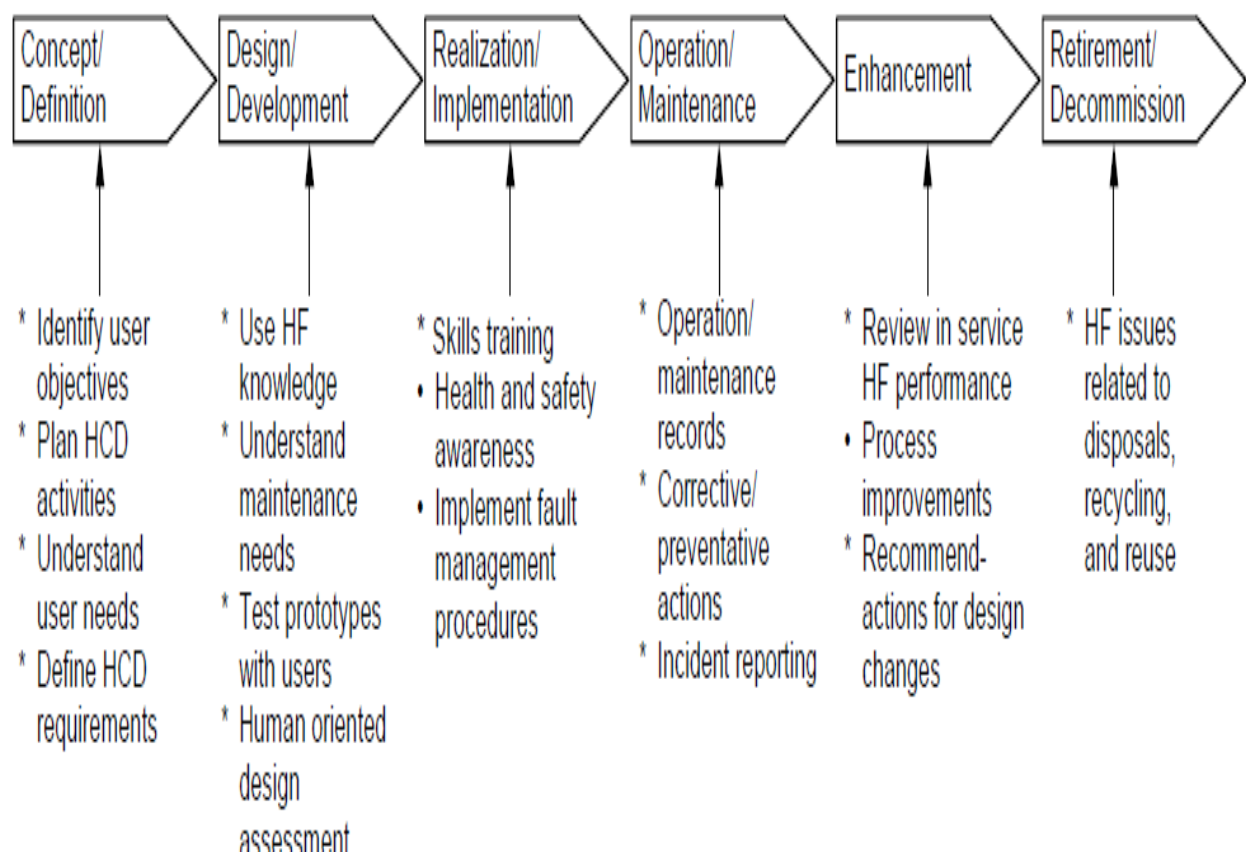 Concept/
Definition
Design/
Development
Realization/
Implementation
Operation/
Maintenance
Enhancement
Retirement/
Decommission
* Identify user
objectives
* Plan HCD
activities
* Understand
user needs
* Define HCD
requirements
* Use HF
knowledge
* Understand
maintenance
needs
* Test prototypes
with users
* Human oriented
design
assessment
* Skills training
• Health and safety
awareness
• Implement fault
management
procedures
* Operation/
maintenance
records
* Corrective/
preventative
actions
* Incident reporting
* Review in service
HF performance
• Process
improvements
* Recommend-
actions for design
changes
* HF issues
related to
disposals,
recycling,
and reuse